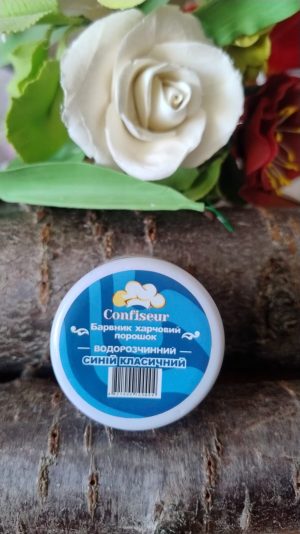 Confiseur
Барвник харчовий
порошок
ВОДОРОЗЧИННИЙ
СИНІЙ КЛАСИЧНИЙ